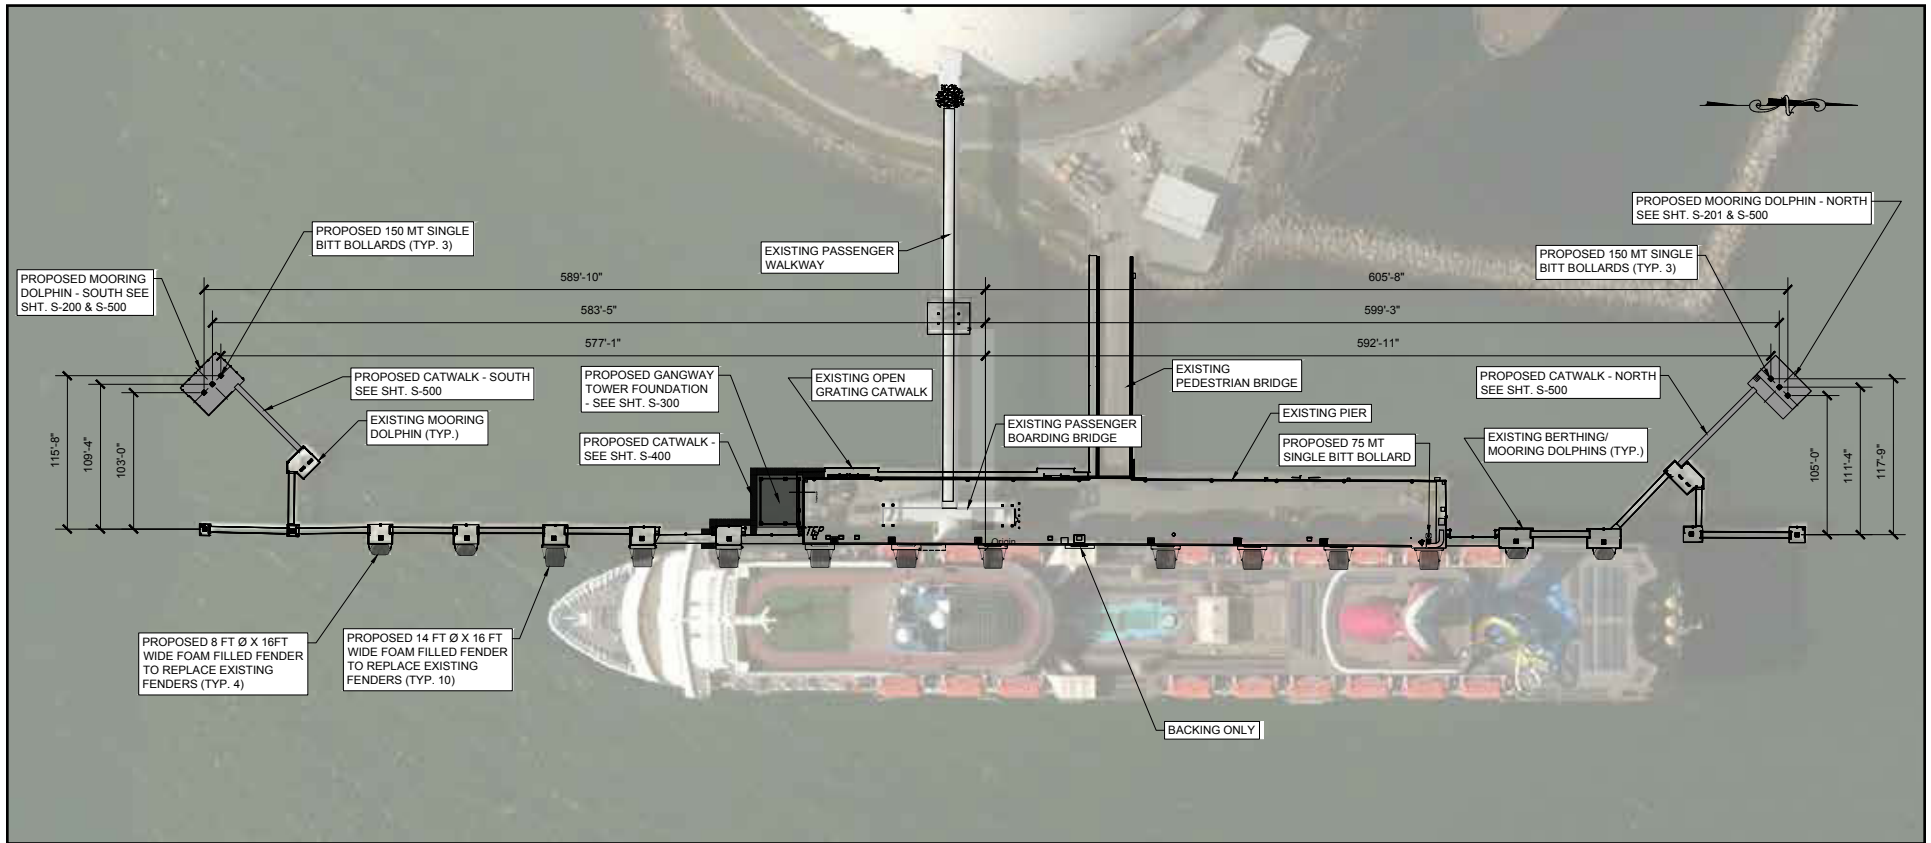 PROPOSED MOORING DOLPHIN - NORTH
SEE SHT. S-201 & S-500
PROPOSED 150 MT SINGLE
BITT BOLLARDS (TYP. 3)
EXISTING PASSENGER
WALKWAY
PROPOSED 150 MT SINGLE
BITT BOLLARDS (TYP. 3)
PROPOSED MOORING
DOLPHIN - SOUTH SEE
SHT. S-200 & S-500
589'-10"
605'-8"
583'-5"
599'-3"
577'-1"
592'-11"
PROPOSED CATWALK - SOUTH
SEE SHT. S-500
PROPOSED GANGWAY
TOWER FOUNDATION
- SEE SHT. S-300
EXISTING OPEN
GRATING CATWALK
EXISTING
PEDESTRIAN BRIDGE
PROPOSED CATWALK - NORTH
SEE SHT. S-500
EXISTING MOORING
DOLPHIN (TYP.)
PROPOSED CATWALK -
SEE SHT. S-400
EXISTING PASSENGER
BOARDING BRIDGE
EXISTING PIER
PROPOSED 75 MT
SINGLE BITT BOLLARD
EXISTING BERTHING/
MOORING DOLPHINS (TYP.)
115'-8"
109'-4"
103'-0"
105'-0"
111'-4"
117'-9"
Origin
PROPOSED 8 FT Ø X 16FT
WIDE FOAM FILLED FENDER
TO REPLACE EXISTING
FENDERS (TYP. 4)
PROPOSED 14 FT Ø X 16 FT
WIDE FOAM FILLED FENDER
TO REPLACE EXISTING
FENDERS (TYP. 10)
BACKING ONLY